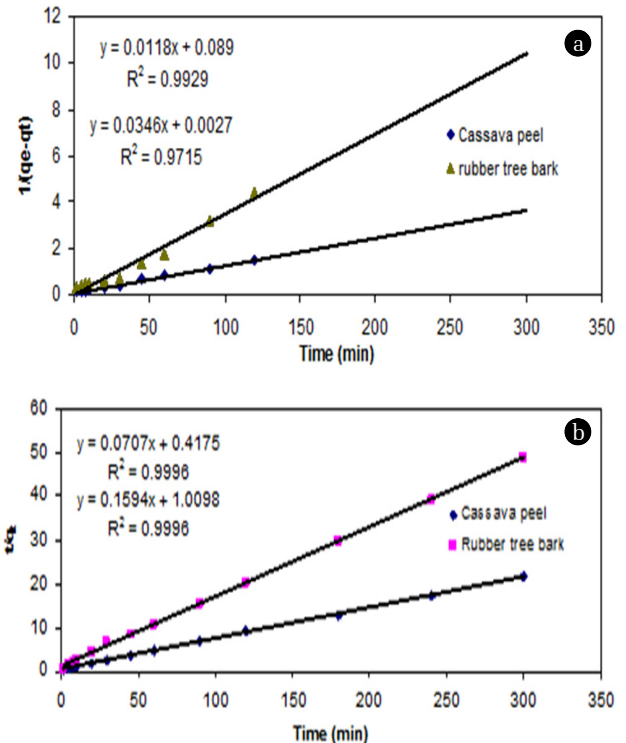 12
10
8
6
4
2
0
y = 0.0118x + 0.089
R² = 0.9929
y = 0.0346x + 0.0027
R² = 0.9715
a
Cassava peel
rubber tree bark
1/(qe-qt)
0 50 100 150 200 250 300 350
Time (min)
60
50
40
30
20
10
0
y = 0.0707x + 0.4175
R² = 0.9996
y = 0.1594x + 1.0098
R² = 0.9996
b
Cassava peel
Rubber tree bark
0 50 100 150 200 250 300 350
Time (min)